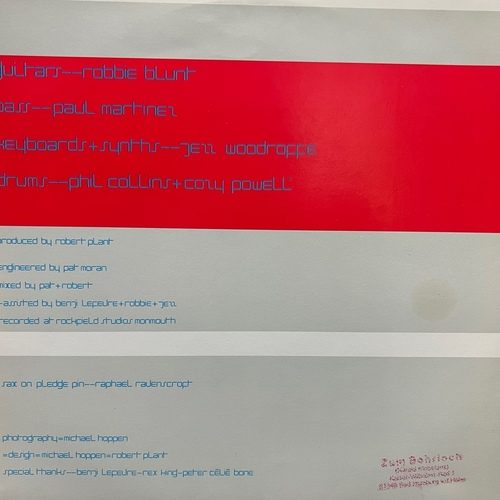 guitars--robbie blunt
bass--paul martinez
keyboards+synths--jezz woodroffe
drums--phil collins+cozy powell
produced by robert plant
engineered by pat moran
mixed by pat+robert
-assisted by benji lefevre+robbie+jezz
recorded at rockfield studios monmouth
sax on pledge pin--raphael ravenscroft
photography=michael hoppen
=design=michael hoppen=robert plant
special thanks--benji lefevre-rex king-peter célié bone
Zum Bohrloch